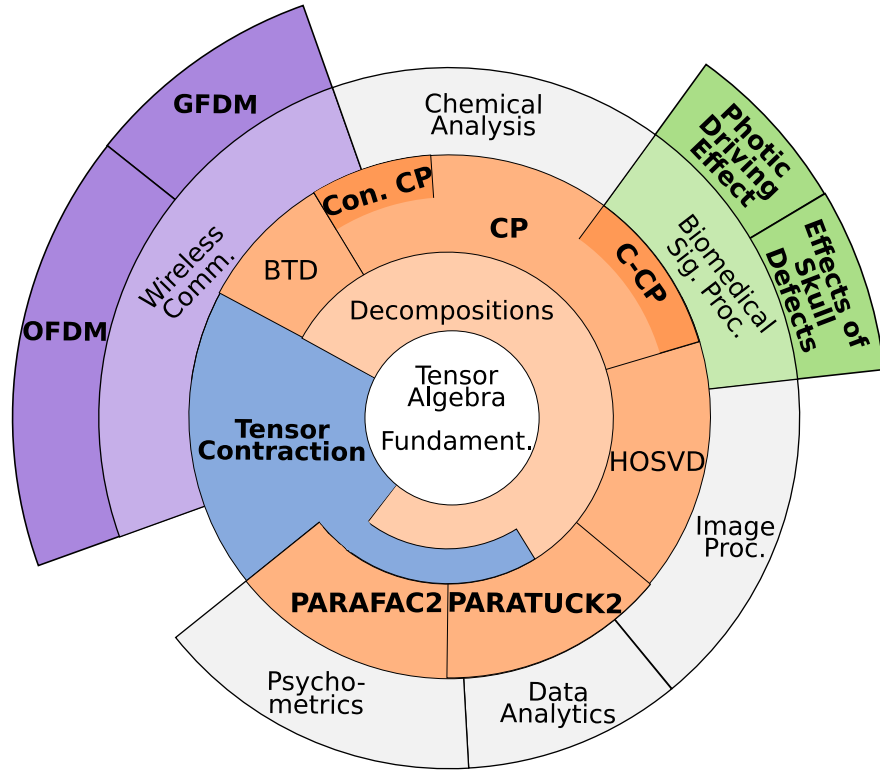 GFDM
Chemical
Analysis
Photic
Driving
Effect
Con. CP
CP
Biomedical
Sig. Proc.
Effects of
Skull
Defects
Wireless
Comm.
BTD
C-CP
Decompositions
OFDM
Tensor
Algebra
Fundament.
Tensor
Contraction
HOSVD
Image
Proc.
PARAFAC2
PARATUCK2
Psycho-
metrics
Data
Analytics